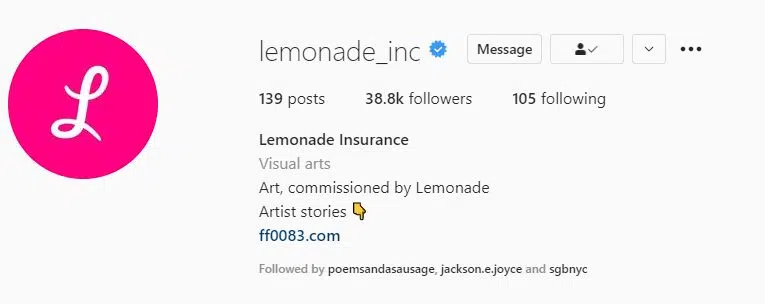 L
lemonade_inc Message
139 posts 38.8k followers 105 following
Lemonade Insurance
Visual arts
Art, commissioned by Lemonade
Artist stories 👇
ff0083.com
Followed by poemsandasausage, jackson.e.joyce and sgbnyc